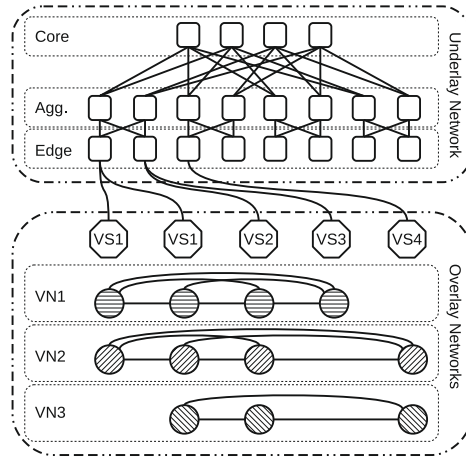 Core
Agg.
Edge
Underlay Network
VS1 VS1 VS2 VS3 VS4
VN1
VN2
VN3
Overlay Networks